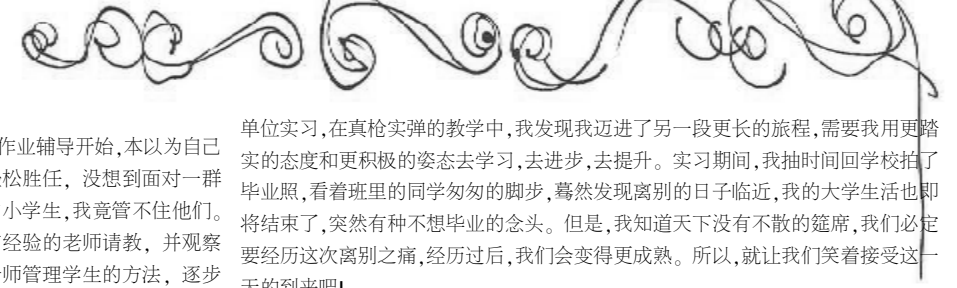 作业辅导开始,本以为自己
松胜任，没想到面对一群
小学生,我竟管不住他们。
经验的老师请教，并观察
师管理学生的方法，逐步
单位实习,在真枪实弹的教学中,我发现我迈进了另一段更长的旅程,需要我用更踏
实的态度和更积极的姿态去学习,去进步,去提升。实习期间,我抽时间回学校拍了
毕业照,看着班里的同学匆匆的脚步,蓦然发现离别的日子临近,我的大学生活也即
将结束了,突然有种不想毕业的念头。但是,我知道天下没有不散的筵席,我们必定
要经历这次离别之痛,经历过后,我们会变得更成熟。所以,就让我们笑着接受这一
天的到来吧!